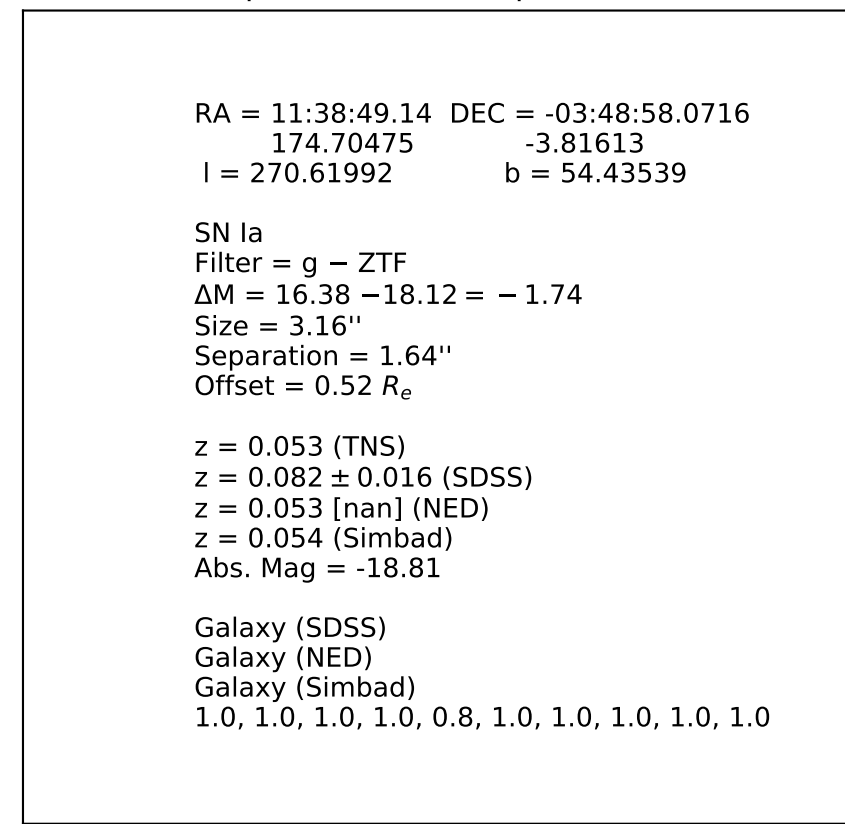 RA = 11:38:49.14 DEC = -03:48:58.0716
174.70475 -3.81613
l = 270.61992 b = 54.43539
SN Ia
Filter = g − ZTF
ΔM = 16.38 −18.12 = − 1.74
Size = 3.16''
Separation = 1.64''
Offset = 0.52 Re
z = 0.053 (TNS)
z = 0.082 ± 0.016 (SDSS)
z = 0.053 [nan] (NED)
z = 0.054 (Simbad)
Abs. Mag = -18.81
Galaxy (SDSS)
Galaxy (NED)
Galaxy (Simbad)
1.0, 1.0, 1.0, 1.0, 0.8, 1.0, 1.0, 1.0, 1.0, 1.0